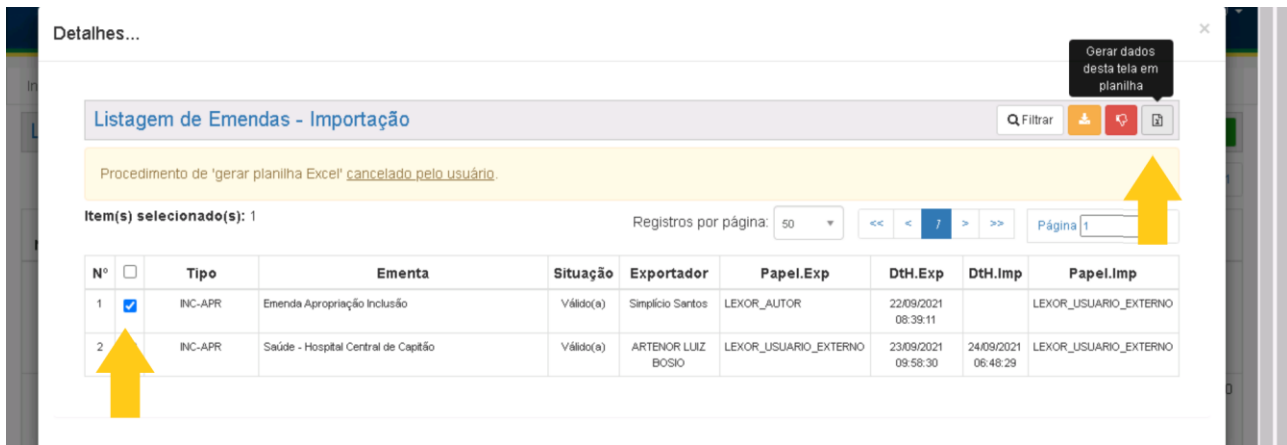 Detalhes...
×
Gerar dados
desta tela em
planilha
Listagem de Emendas - Importação
Filtrar
Procedimento de 'gerar planilha Excel' cancelado pelo usuário.
Item(s) selecionado(s): 1
Registros por página: 50
<< < 1 > >>
Página 1
Nº Tipo Ementa Situação Exportador Papel.Exp DtH.Exp DtH.Imp Papel.Imp
1 INC-APR Emenda Apropriação Inclusão Válido(a) Simplício Santos LEXOR_AUTOR 22/09/2021 LEXOR_USUARIO_EXTERNO
08:39:11
2 INC-APR Saúde - Hospital Central de Capitão Válido(a) ARTENOR LUIZ LEXOR_USUARIO_EXTERNO 23/09/2021 24/09/2021 LEXOR_USUARIO_EXTERNO
BOSIO 09:58:30 06:48:29